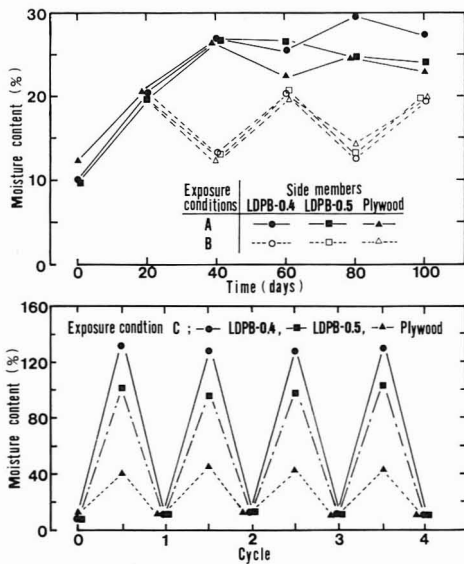 30
20
10
0
Moisture content (%)
Exposure conditions
Side members
LDPB-0.4 LDPB-0.5 Plywood
A
B
0 20 40 60 80 100
Time (days)
160
120
80
40
0
Moisture content (%)
Exposure condtion C ; LDPB-0.4, LDPB-0.5, Plywood
0 1 2 3 4
Cycle